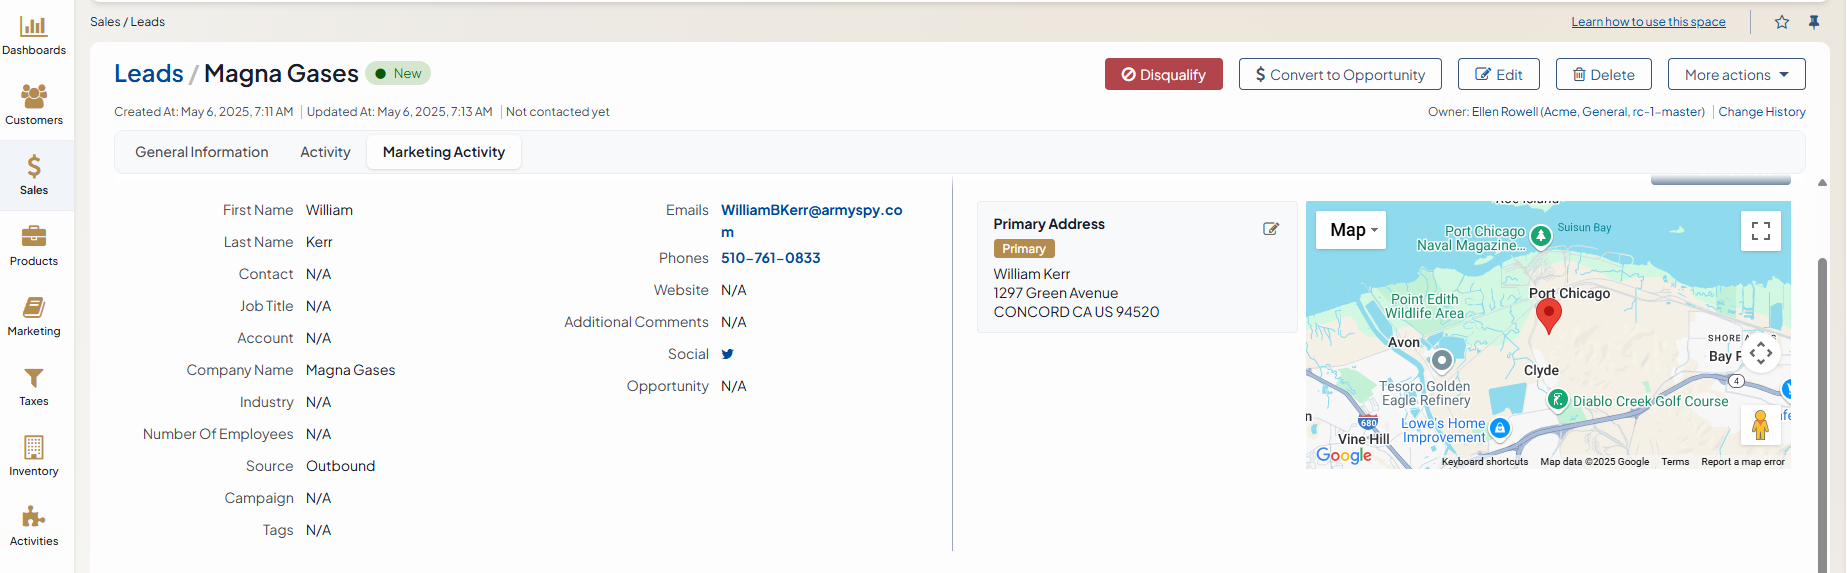 Sales / Leads
Learn how to use this space
Dashboards
Customers
Sales
Products
Marketing
Taxes
Inventory
Activities
Leads / Magna Gases
New
Disqualify
$ Convert to Opportunity
Edit
Delete
More actions
Created At: May 6, 2025, 7:11 AM | Updated At: May 6, 2025, 7:13 AM | Not contacted yet
Owner: Ellen Rowell (Acme, General, rc-1-master) | Change History
General Information
Activity
Marketing Activity
First Name William
Last Name Kerr
Contact N/A
Job Title N/A
Account N/A
Company Name Magna Gases
Industry N/A
Number Of Employees N/A
Source Outbound
Campaign N/A
Tags N/A
Emails WilliamBKerr@armyspy.co
m
Phones 510-761-0833
Website N/A
Additional Comments N/A
Social
Opportunity N/A
Primary Address
Primary
William Kerr
1297 Green Avenue
CONCORD CA US 94520
Map
Port Chicago
Naval Magazine...
Suisun Bay
Point Edith
Wildlife Area
Port Chicago
Avon
Clyde
Tesoro Golden
Eagle Refinery
4
Diablo Creek Golf Course
680
Lowe's Home
Improvement
Vine Hill
Google
Keyboard shortcuts
Map data ©2025 Google
Terms
Report a map error